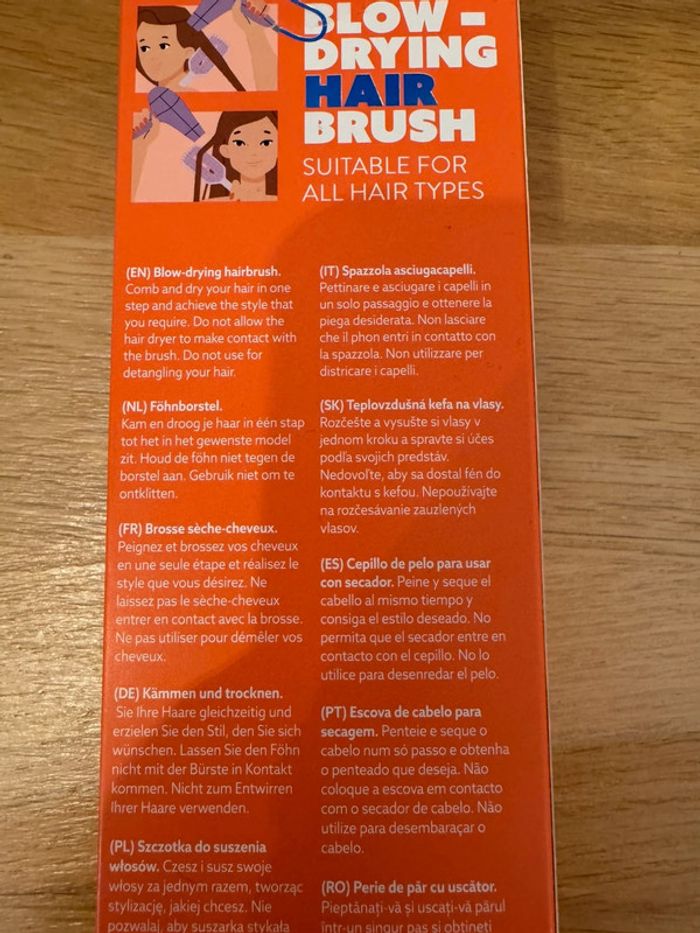 BLOW-
DRYING
HAIR
BRUSH
SUITABLE FOR
ALL HAIR TYPES
(EN) Blow-drying hairbrush.
Comb and dry your hair in one
step and achieve the style that
you require. Do not allow the
hair dryer to make contact with
the brush. Do not use for
detangling your hair.
(NL) Föhnborstel.
Kam en droog je haar in één stap
tot het in het gewenste model
zit. Houd de föhn niet tegen de
borstel aan. Gebruik niet om te
ontklitten.
(FR) Brosse sèche-cheveux.
Peignez et brossez vos cheveux
en une seule étape et réalisez le
style que vous désirez. Ne
laissez pas le sèche-cheveux
entrer en contact avec la brosse.
Ne pas utiliser pour démêler vos
cheveux.
(DE) Kämmen und trocknen.
Sie Ihre Haare gleichzeitig und
erzielen Sie den Stil, den Sie sich
wünschen. Lassen Sie den Föhn
nicht mit der Bürste in Kontakt
kommen. Nicht zum Entwirren
Ihrer Haare verwenden.
(PL) Szczotka do suszenia
włosów. Czesz i susz swoje
włosy za jednym razem, tworząc
stylizację, jakiej chcesz. Nie
pozwalaj, aby suszarka stykała
(IT) Spazzola asciugacapelli.
Pettinare e asciugare i capelli in
un solo passaggio e ottenere la
piega desiderata. Non lasciare
che il phon entri in contatto con
la spazzola. Non utilizzare per
districare i capelli.
(SK) Teplovzdušná kefa na vlasy.
Rozčešte a vysušte si vlasy v
jednom kroku a spravte si účes
podľa svojich predstáv.
Nedovoľte, aby sa dostal fén do
kontaktu s kefou. Nepoužívajte
na rozčesávanie zauzlených
vlasov.
(ES) Cepillo de pelo para usar
con secador. Peine y seque el
cabello al mismo tiempo y
consiga el estilo deseado. No
permita que el secador entre en
contacto con el cepillo. No lo
utilice para desenredar el pelo.
(PT) Escova de cabelo para
secagem. Penteie e seque o
cabelo num só passo e obtenha
o penteado que deseja. Não
coloque a escova em contacto
com o secador de cabelo. Não
utilize para desembaraçar o
cabelo.
(RO) Perie de păr cu uscător.
Pieptănați-vă și uscați-vă părul
într-un singur pas și obțineți